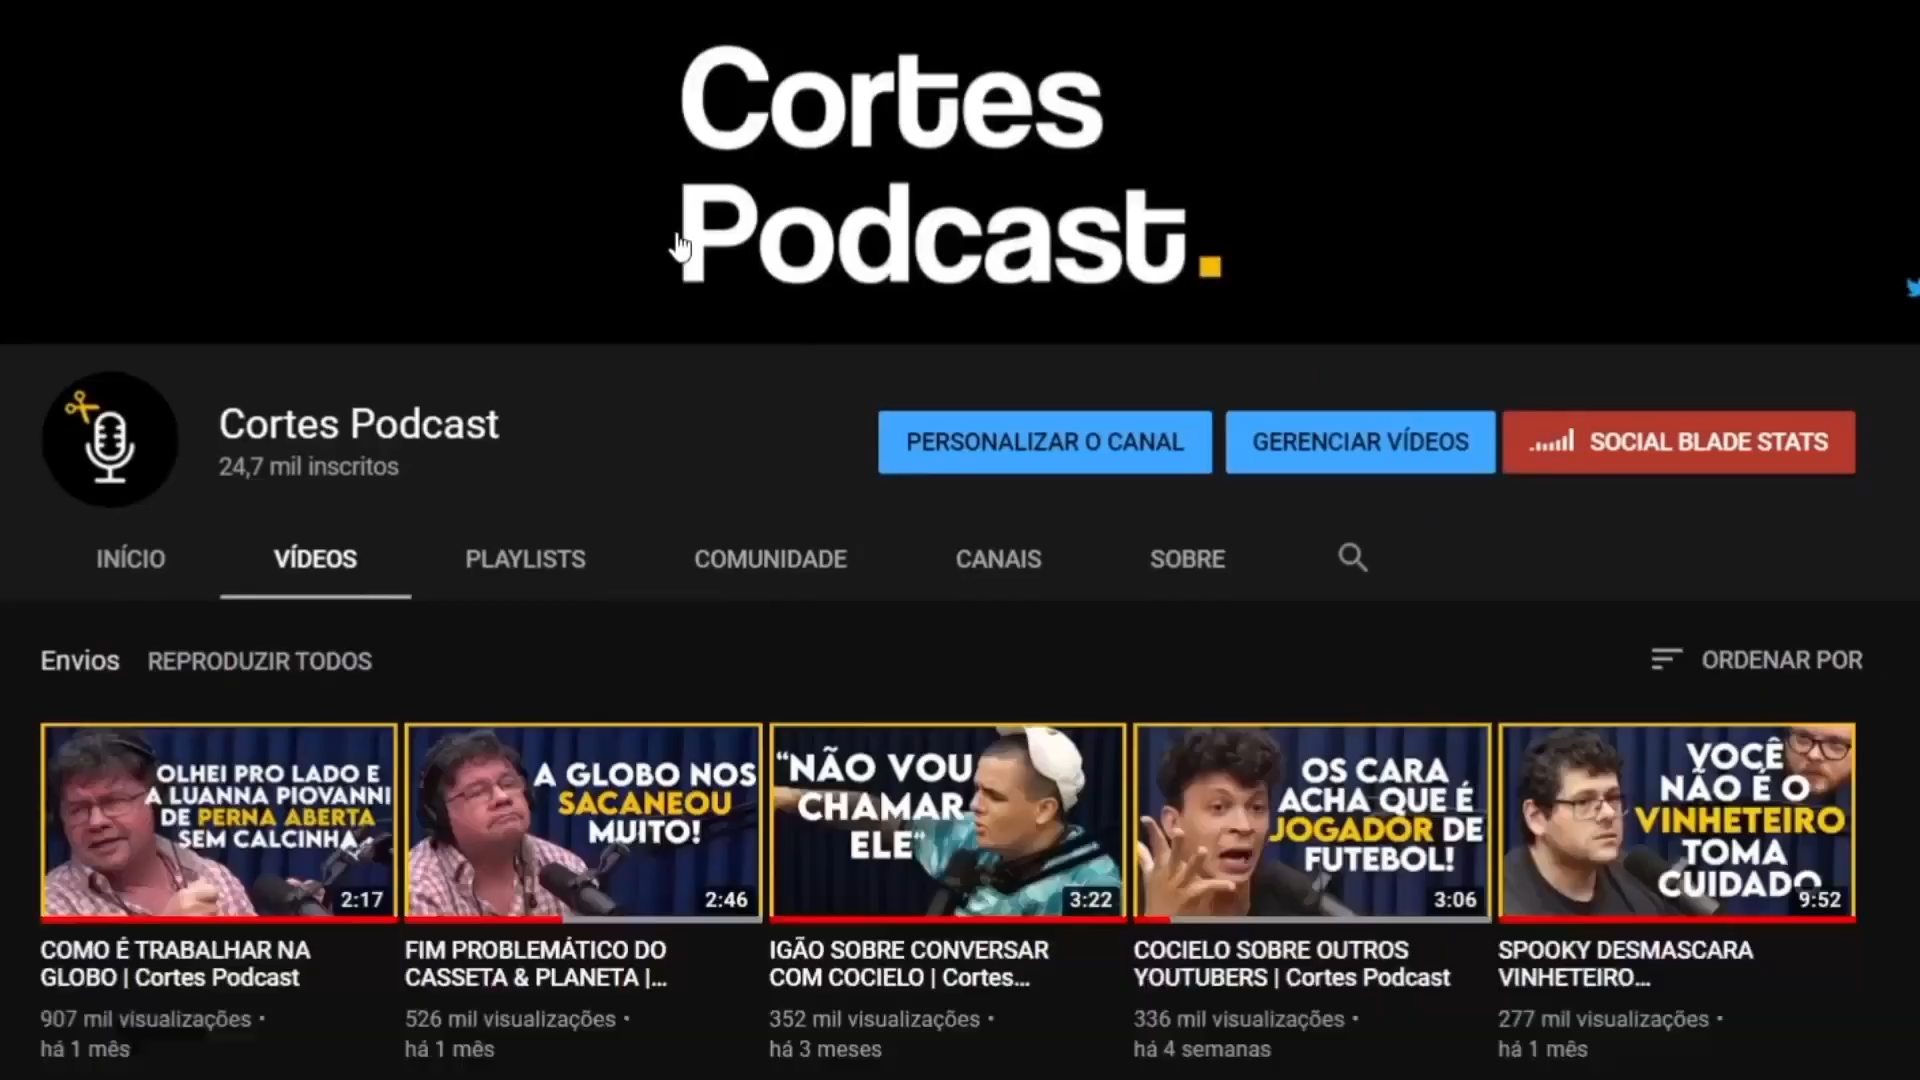 Cortes
Podcast.
Cortes Podcast
24,7 mil inscritos
PERSONALIZAR O CANAL
GERENCIAR VÍDEOS
SOCIAL BLADE STATS
INÍCIO
VÍDEOS
PLAYLISTS
COMUNIDADE
CANAIS
SOBRE
Envios
REPRODUZIR TODOS
ORDENAR POR
OLHEI PRO LADO E
A LUANNA PIOVANNI
DE PERNA ABERTA
SEM CALCINHA
2:17
COMO É TRABALHAR NA
GLOBO | Cortes Podcast
907 mil visualizações •
há 1 mês
A GLOBO NOS
SACANEOU
MUITO!
2:46
FIM PROBLEMÁTICO DO
CASSETA & PLANETA |...
526 mil visualizações •
há 1 mês
"NÃO VOU
CHAMAR
ELE"
3:22
IGÃO SOBRE CONVERSAR
COM COCIELO | Cortes...
352 mil visualizações •
há 3 meses
OS CARA
ACHA QUE É
JOGADOR DE
FUTEBOL!
3:06
COCIELO SOBRE OUTROS
YOUTUBERS | Cortes Podcast
336 mil visualizações •
há 4 semanas
VOCÊ
NÃO É O
VINHETEIRO
TOMA
CUIDADO
9:52
SPOOKY DESMASCARA
VINHETEIRO...
277 mil visualizações •
há 1 mês